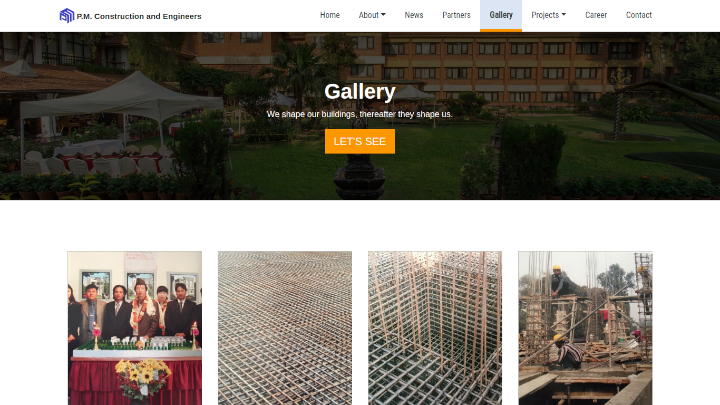 P.M. Construction and Engineers
Home About News Partners Gallery Projects Career Contact
Gallery
We shape our buildings, thereafter they shape us.
LET'S SEE